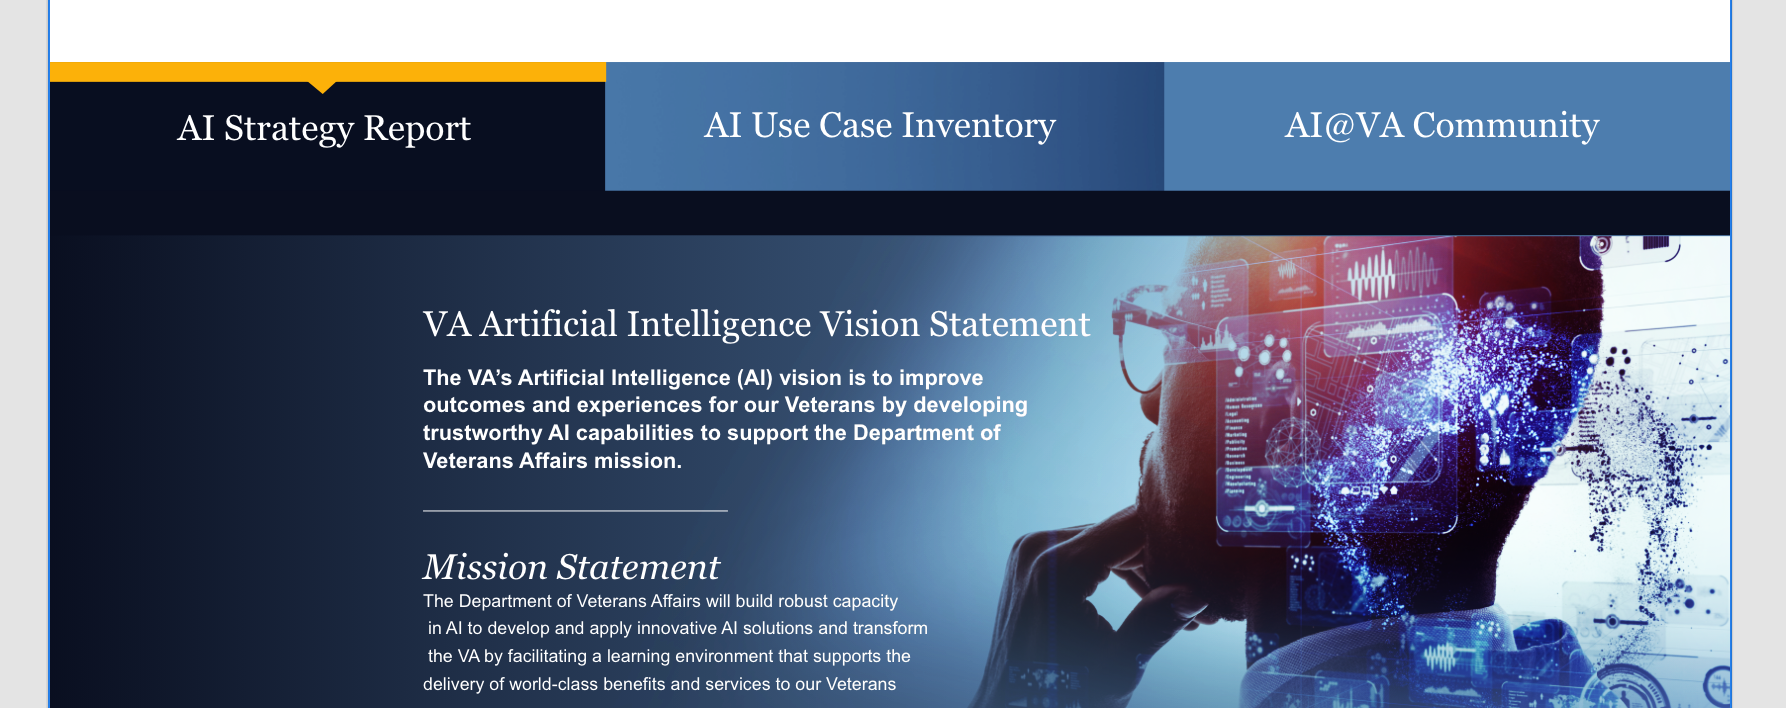 AI Strategy Report
AI Use Case Inventory
AI@VA Community
VA Artificial Intelligence Vision Statement
The VA’s Artificial Intelligence (AI) vision is to improve
outcomes and experiences for our Veterans by developing
trustworthy AI capabilities to support the Department of
Veterans Affairs mission.
Mission Statement
The Department of Veterans Affairs will build robust capacity
in AI to develop and apply innovative AI solutions and transform
the VA by facilitating a learning environment that supports the
delivery of world-class benefits and services to our Veterans